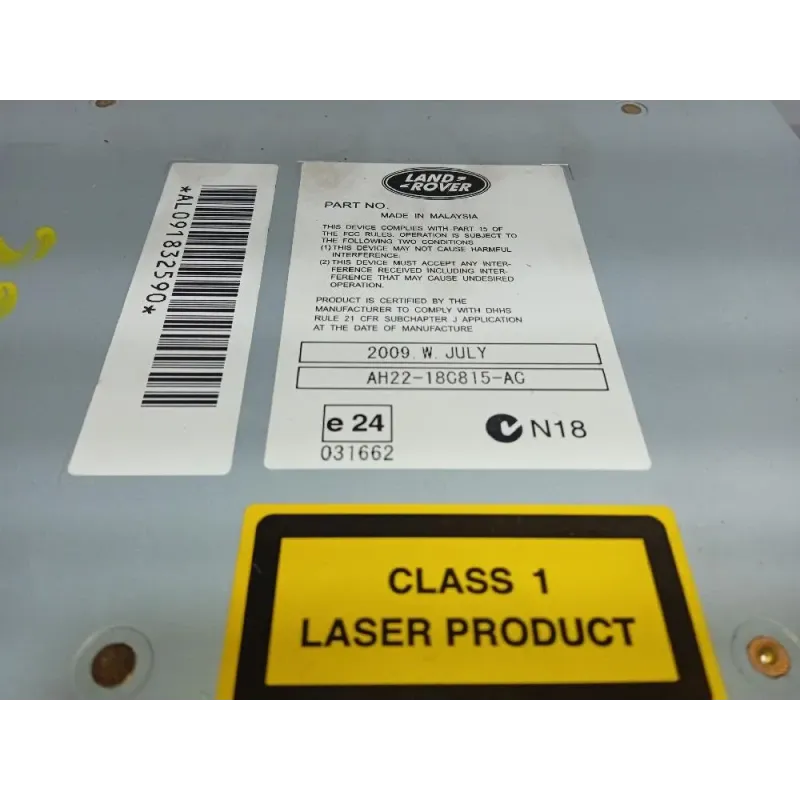 *AL091832590*
LAND-
-ROVER
PART NO.
MADE IN MALAYSIA
THIS DEVICE COMPLIES WITH PART 15 OF
THE FCC RULES. OPERATION IS SUBJECT TO
THE FOLLOWING TWO CONDITIONS
(1) THIS DEVICE MAY NOT CAUSE HARMFUL
INTERFERENCE.
(2) THIS DEVICE MUST ACCEPT ANY INTER-
FERENCE RECEIVED INCLUDING INTER-
FERENCE THAT MAY CAUSE UNDESIRED
OPERATION.
PRODUCT IS CERTIFIED BY THE
MANUFACTURER TO COMPLY WITH DHHS
RULE 21 CFR SUBCHAPTER J APPLICATION
AT THE DATE OF MANUFACTURE
2009. W. JULY
AH22-18C815-AC
e 24
031662
N18
CLASS 1
LASER PRODUCT